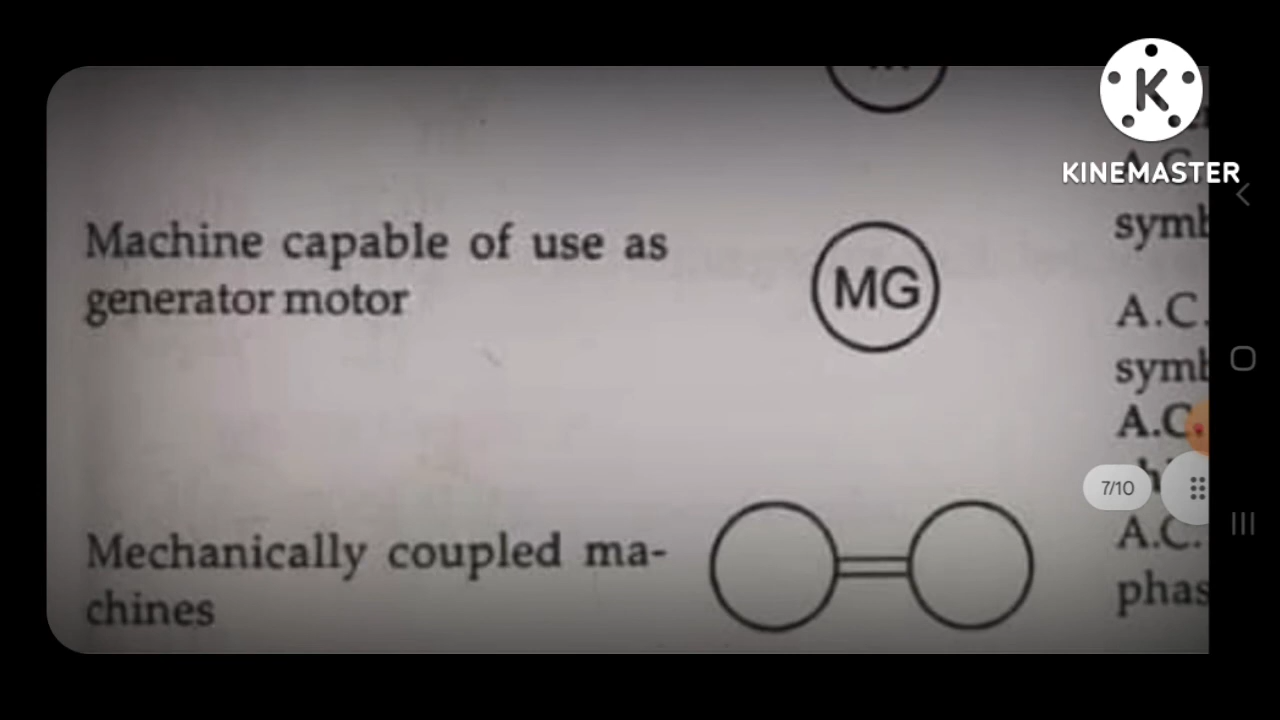 K
KINEMASTER
symb
Machine capable of use as
generator motor
MG
A.C.
symb
A.C.
7/10
Mechanically coupled ma-
chines
A.C.
phas